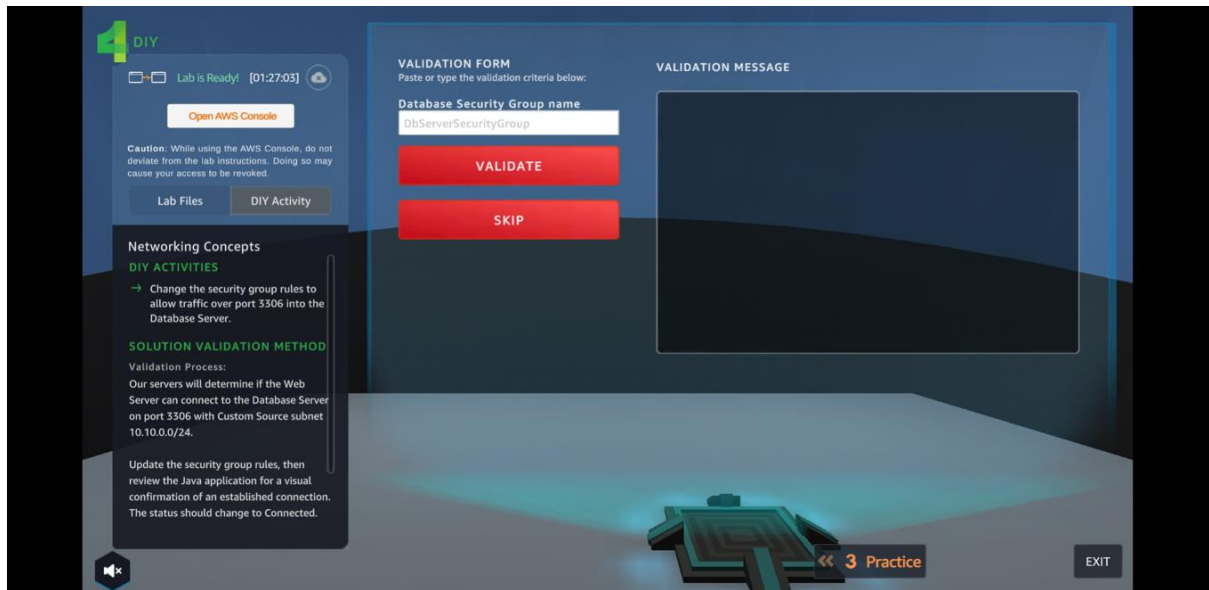 4 DIY
Lab is Ready! [01:27:03]
Open AWS Console
Caution: While using the AWS Console, do not
deviate from the lab instructions. Doing so may
cause your access to be revoked.
Lab Files
DIY Activity
Networking Concepts
DIY ACTIVITIES
→ Change the security group rules to
allow traffic over port 3306 into the
Database Server.
SOLUTION VALIDATION METHOD
Validation Process:
Our servers will determine if the Web
Server can connect to the Database Server
on port 3306 with Custom Source subnet
10.10.0.0/24.
Update the security group rules, then
review the Java application for a visual
confirmation of an established connection.
The status should change to Connected.
VALIDATION FORM
Paste or type the validation criteria below:
Database Security Group name
DbServerSecurityGroup
VALIDATE
SKIP
VALIDATION MESSAGE
« 3 Practice
EXIT